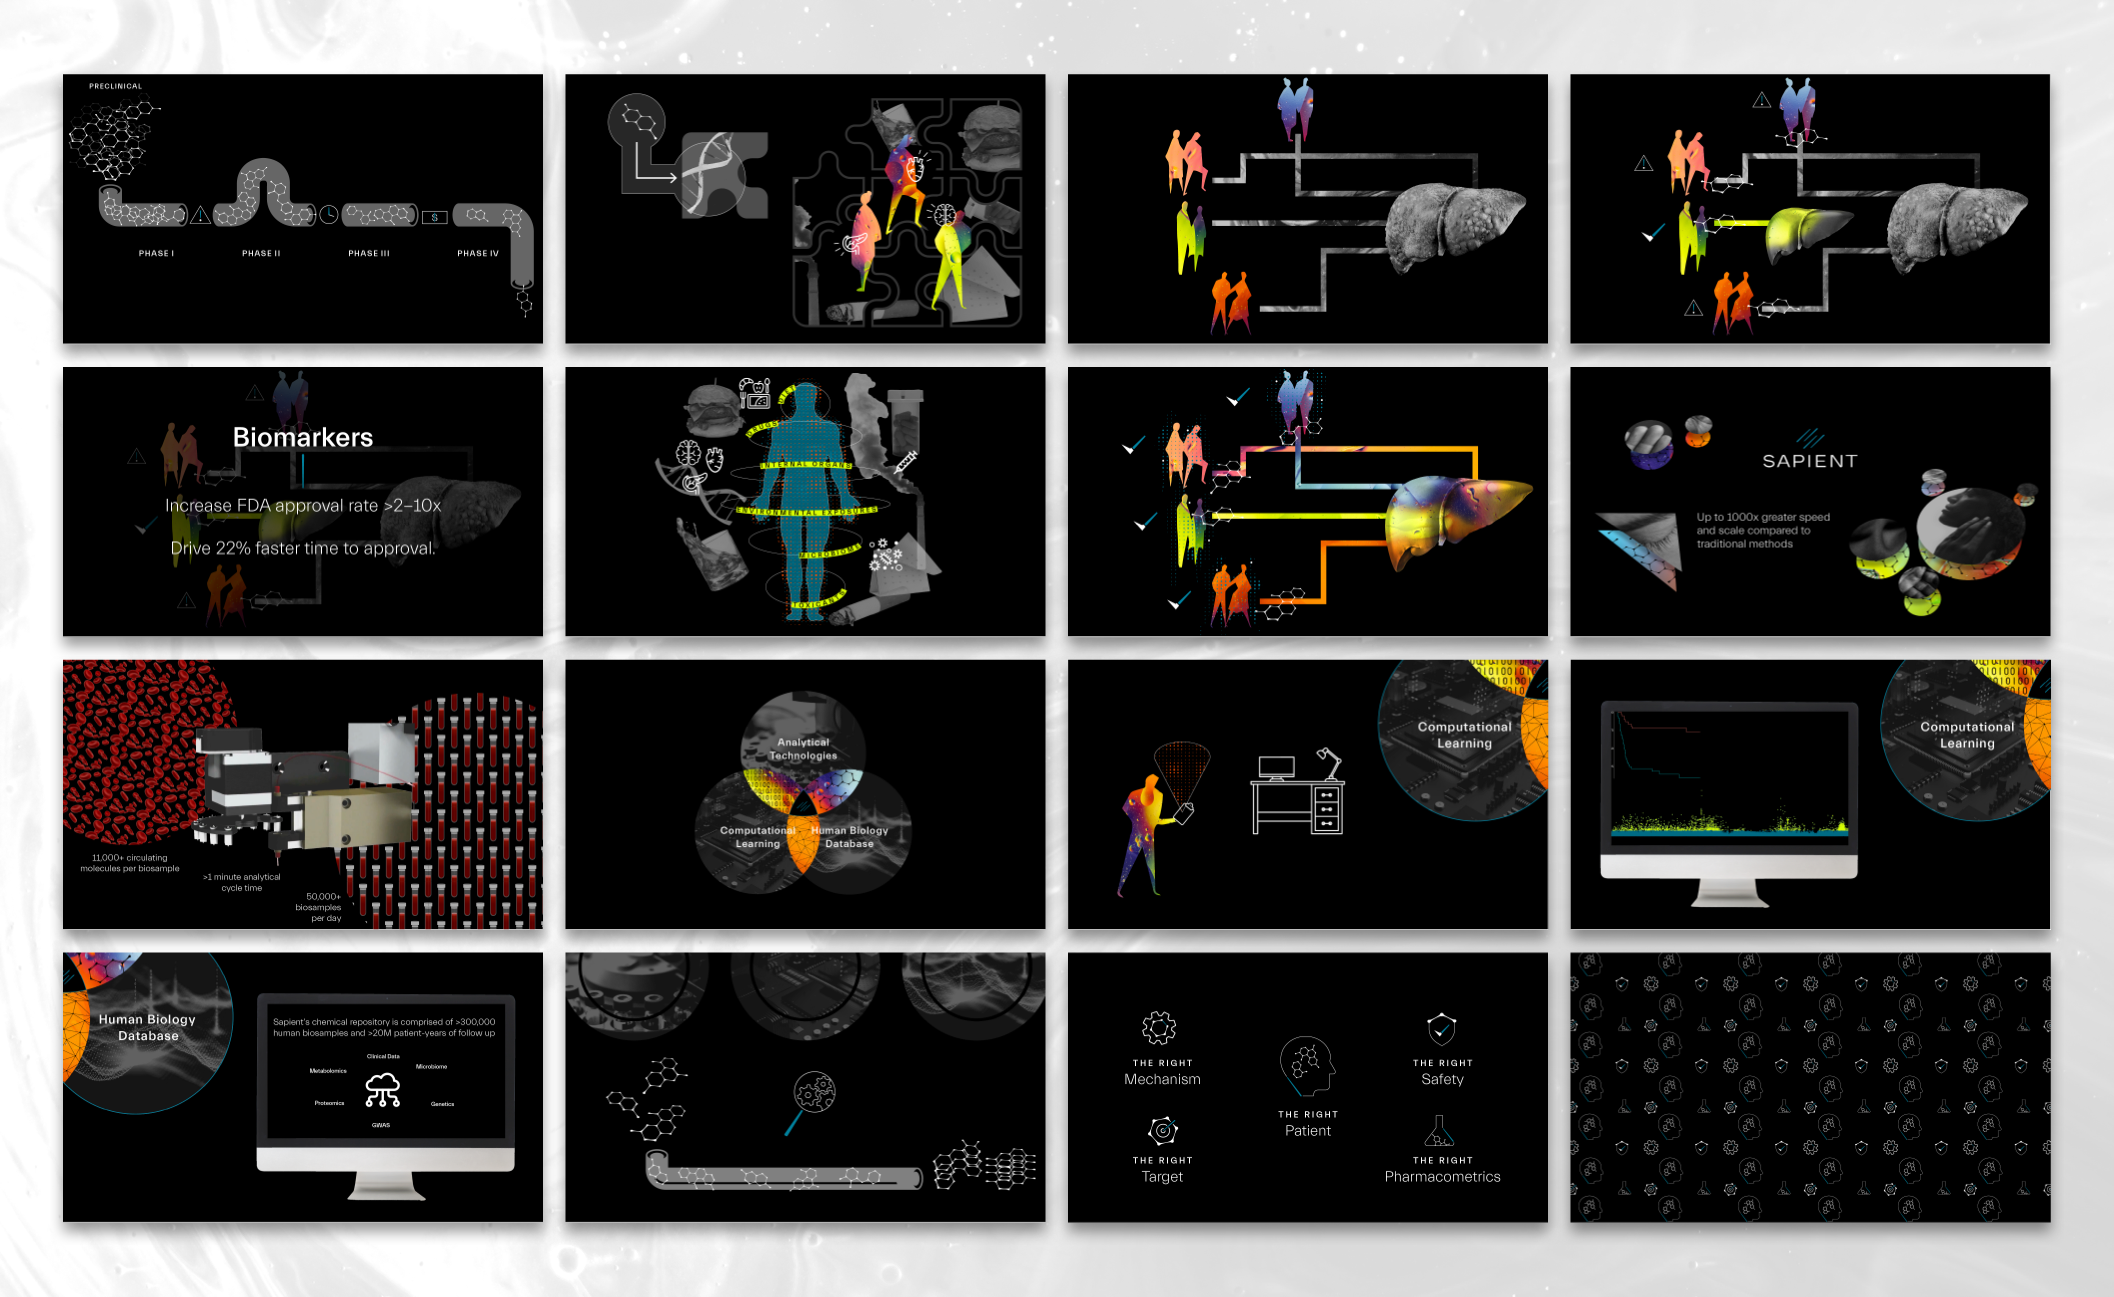 PRECLINICAL
PHASE I
PHASE II
PHASE III
PHASE IV
$
Biomarkers
Increase FDA approval rate >2–10x
Drive 22% faster time to approval.
DIET
DRUGS
INTERNAL ORGANS
ENVIRONMENTAL EXPOSURES
MICROBIOME
TOXICANTS
SAPIENT
Up to 1000x greater speed
and scale compared to
traditional methods
11,000+ circulating
molecules per biosample
>1 minute analytical
cycle time
50,000+
biosamples
per day
Analytical
Technologies
Computational
Learning
Human Biology
Database
Computational
Learning
Computational
Learning
Human Biology
Database
Sapient's chemical repository is comprised of >300,000
human biosamples and >20M patient-years of follow up
Clinical Data
Metabolomics
Microbiome
Proteomics
Genetics
GWAS
THE RIGHT
Mechanism
THE RIGHT
Patient
THE RIGHT
Safety
THE RIGHT
Target
THE RIGHT
Pharmacometrics